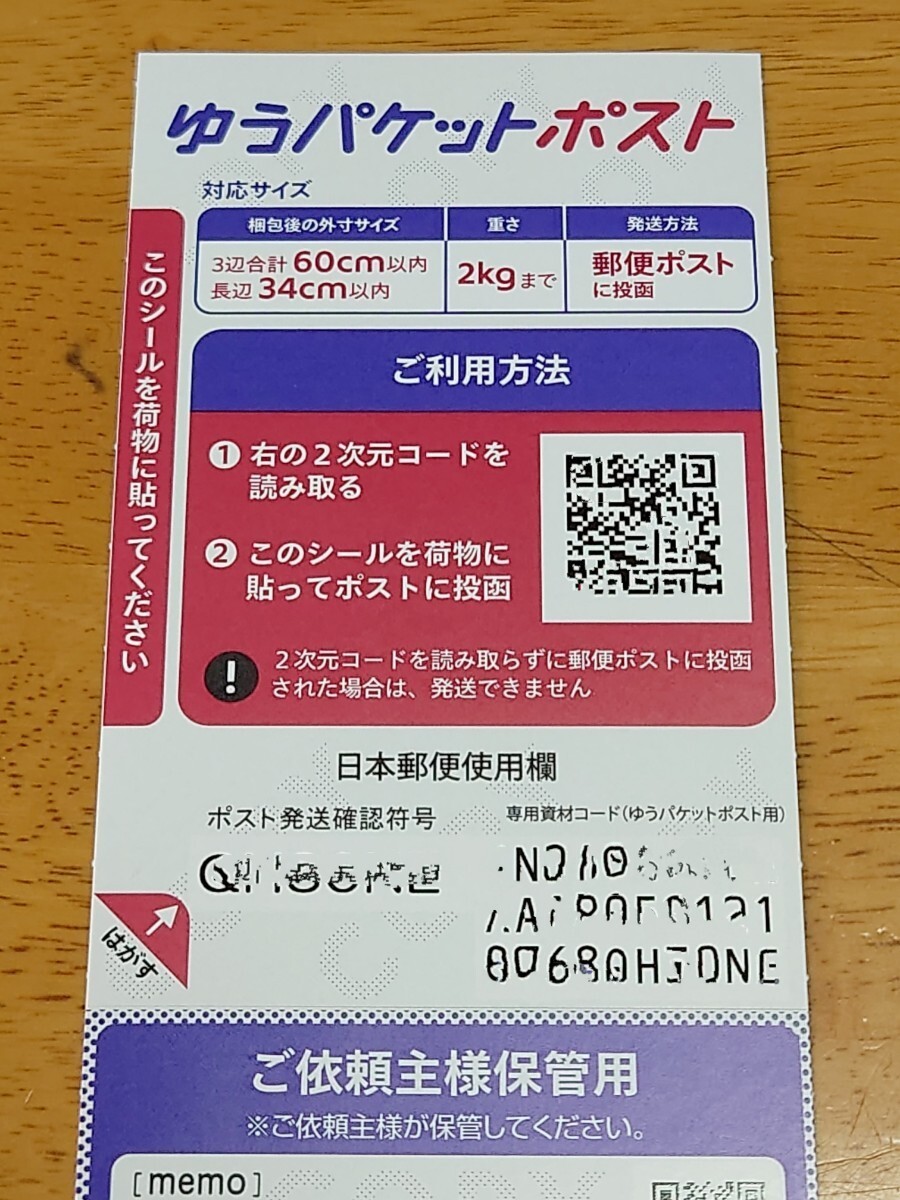 ゆうパケットポスト
対応サイズ
梱包後の外寸サイズ
3辺合計 60cm以内
長辺 34cm以内
重さ
2kgまで
発送方法
郵便ポスト
に投函
このシールを荷物に貼ってください
ご利用方法
① 右の2次元コードを
読み取る
② このシールを荷物に
貼ってポストに投函
! 2次元コードを読み取らずに郵便ポストに投函
された場合は、発送できません
日本郵便使用欄
ポスト発送確認符号
専用資材コード(ゆうパケットポスト用)
はがす
ご依頼主様保管用
※ご依頼主様が保管してください。
[memo]